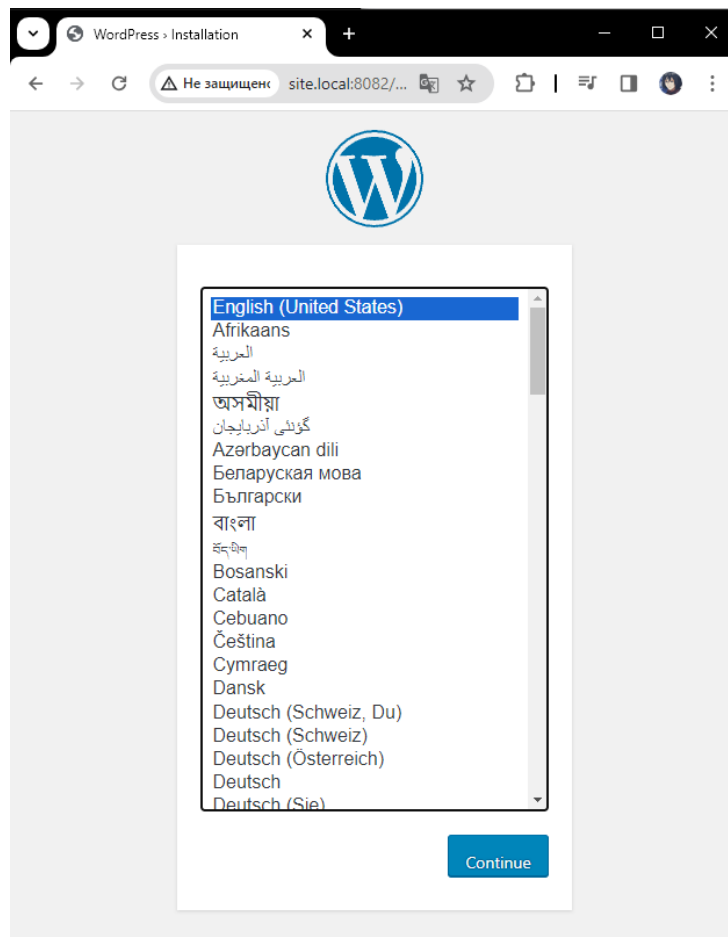 WordPress › Installation
Не защищено site.local:8082/...
English (United States)
Afrikaans
العربية
العربية المغربية
অসমীয়া
گؤنئی آذربایجان
Azərbaycan dili
Беларуская мова
Български
বাংলা
བོད་ཡིག
Bosanski
Català
Cebuano
Čeština
Cymraeg
Dansk
Deutsch (Schweiz, Du)
Deutsch (Schweiz)
Deutsch (Österreich)
Deutsch
Deutsch (Sie)
Continue